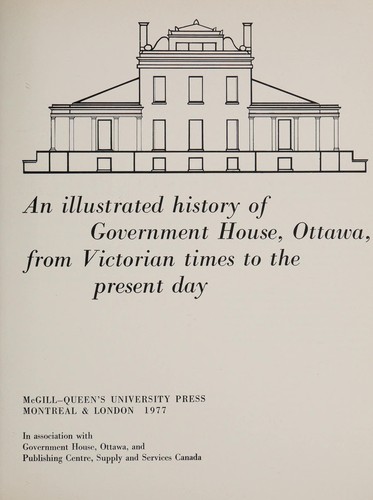 An illustrated history of
Government House, Ottawa,
from Victorian times to the
present day
McGILL–QUEEN'S UNIVERSITY PRESS
MONTREAL & LONDON 1977
In association with
Government House, Ottawa, and
Publishing Centre, Supply and Services Canada